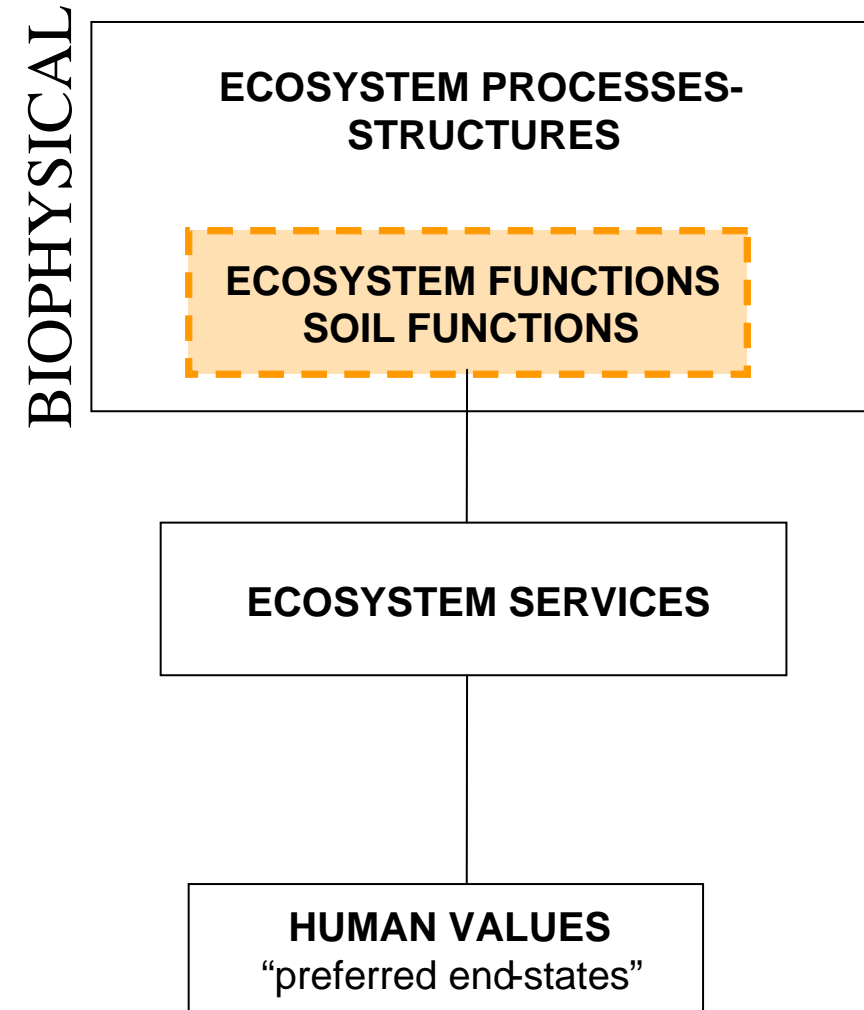 BIOPHYSICAL
ECOSYSTEM PROCESSES-
STRUCTURES
ECOSYSTEM FUNCTIONS
SOIL FUNCTIONS
ECOSYSTEM SERVICES
HUMAN VALUES
“preferred end-states”